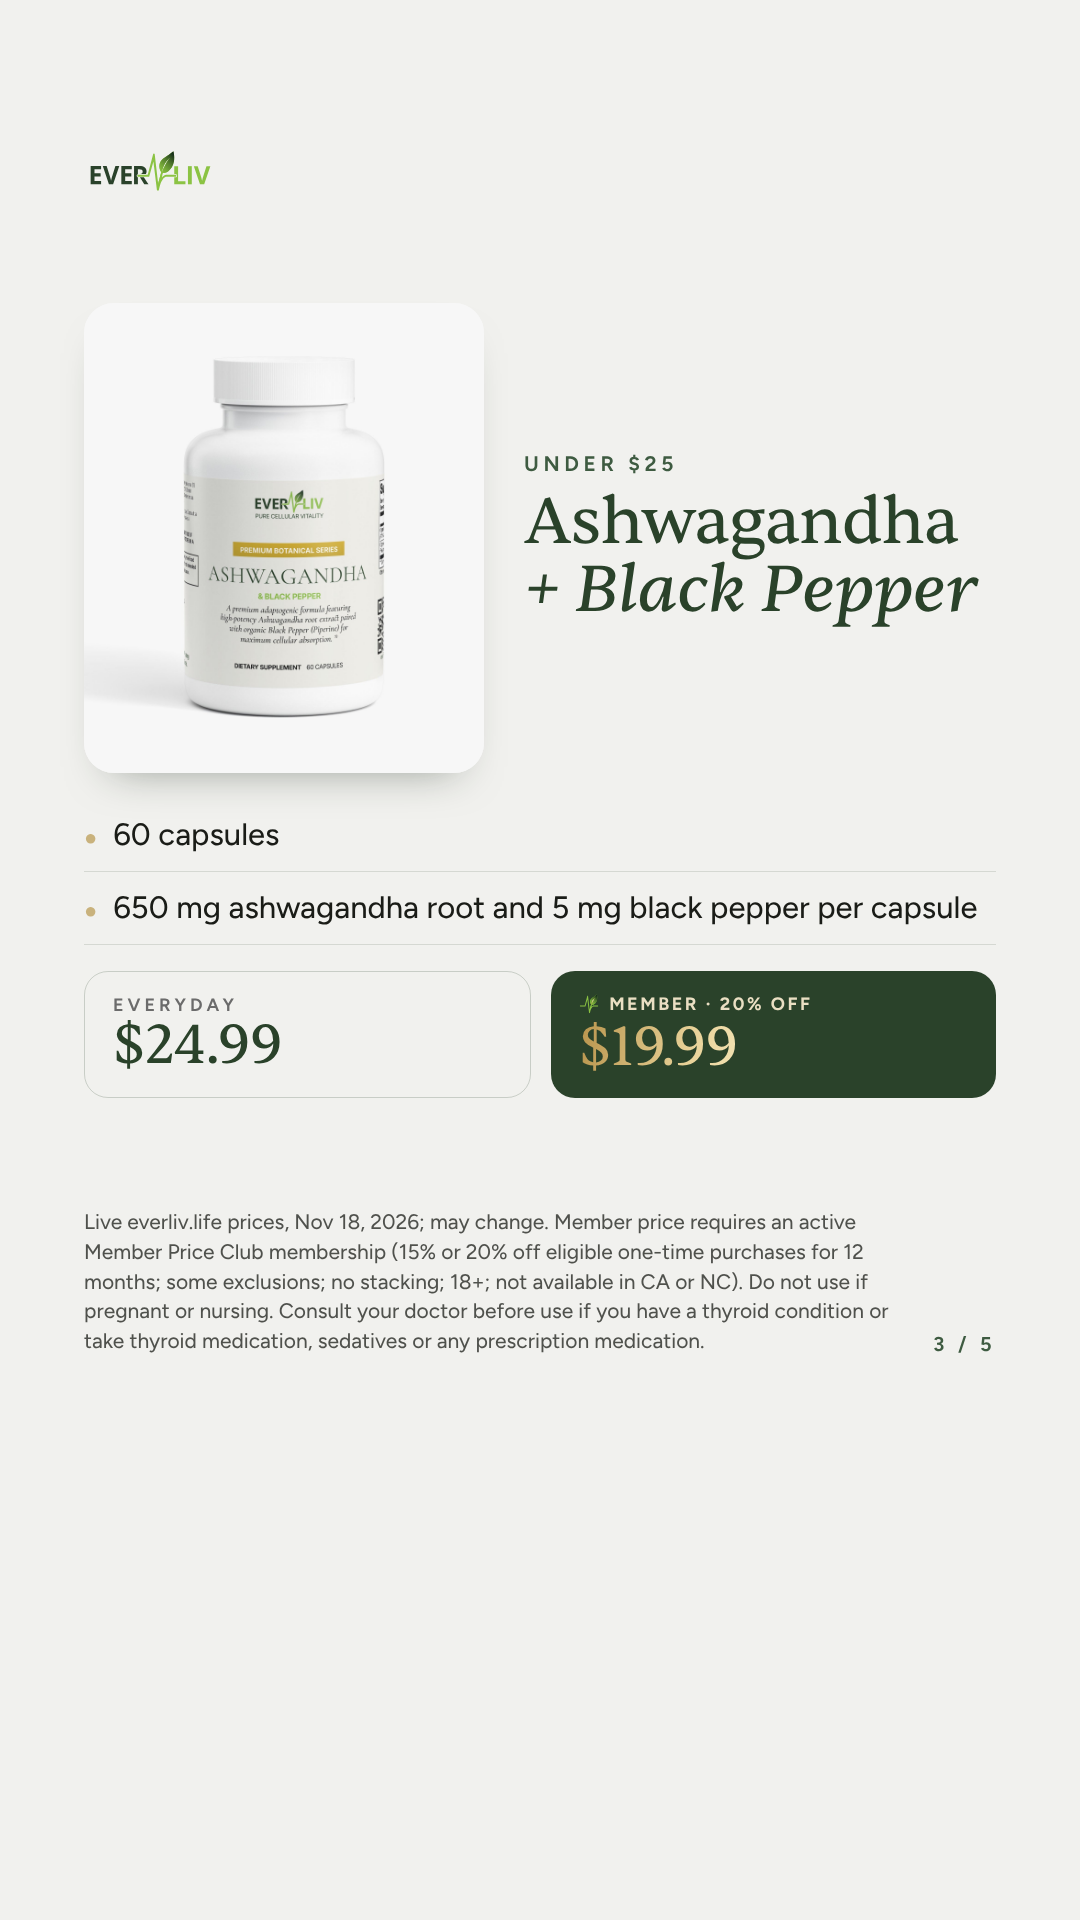 EVERLIV
EVERLIV
PURE CELLULAR VITALITY
PREMIUM BOTANICAL SERIES
ASHWAGANDHA
& BLACK PEPPER
A premium adaptogenic formula featuring
high-potency Ashwagandha root extract paired
with organic Black Pepper (Piperine) for
maximum cellular absorption.*
DIETARY SUPPLEMENT 60 CAPSULES
UNDER $25
Ashwagandha
+ Black Pepper
60 capsules
650 mg ashwagandha root and 5 mg black pepper per capsule
EVERYDAY
$24.99
MEMBER · 20% OFF
$19.99
Live everliv.life prices, Nov 18, 2026; may change. Member price requires an active
Member Price Club membership (15% or 20% off eligible one-time purchases for 12
months; some exclusions; no stacking; 18+; not available in CA or NC). Do not use if
pregnant or nursing. Consult your doctor before use if you have a thyroid condition or
take thyroid medication, sedatives or any prescription medication.
3 / 5